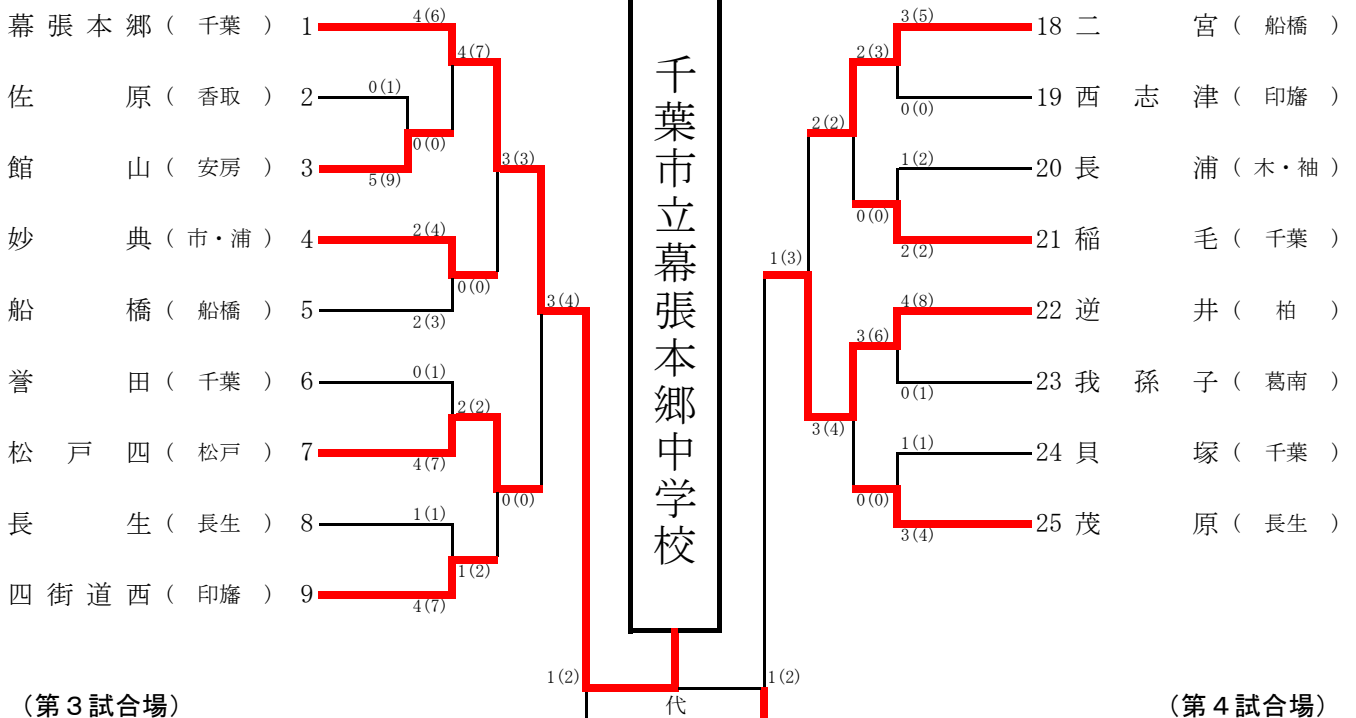 幕張本郷（千葉）1
佐原（香取）2
館山（安房）3
妙典（市・浦）4
船橋（船橋）5
誉田（千葉）6
松戸四（松戸）7
長生（長生）8
四街道西（印旛）9
4(6)
4(7)
0(1)
0(0)
5(9)
3(3)
2(4)
0(0)
2(3)
3(4)
0(1)
2(2)
4(7)
0(0)
1(1)
1(2)
4(7)
1(2)
（第３試合場）
千葉市立幕張本郷中学校
代
18 二宮（船橋）
19 西志津（印旛）
20 長浦（木・袖）
21 稲毛（千葉）
22 逆井（柏）
23 我孫子（葛南）
24 貝塚（千葉）
25 茂原（長生）
3(5)
2(3)
0(0)
2(2)
1(2)
0(0)
2(2)
1(3)
4(8)
3(6)
0(1)
3(4)
1(1)
0(0)
3(4)
1(2)
（第４試合場）